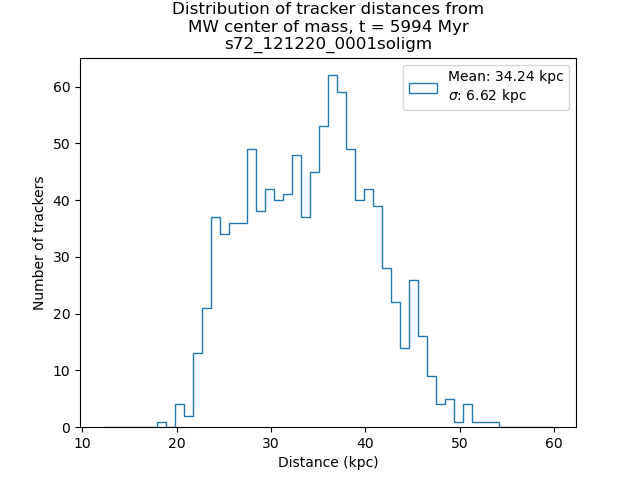 Distribution of tracker distances from
MW center of mass, t = 5994 Myr
s72_121220_0001soligm
Mean: 34.24 kpc
σ: 6.62 kpc
Number of trackers
60
50
40
30
20
10
0
10 20 30 40 50 60
Distance (kpc)